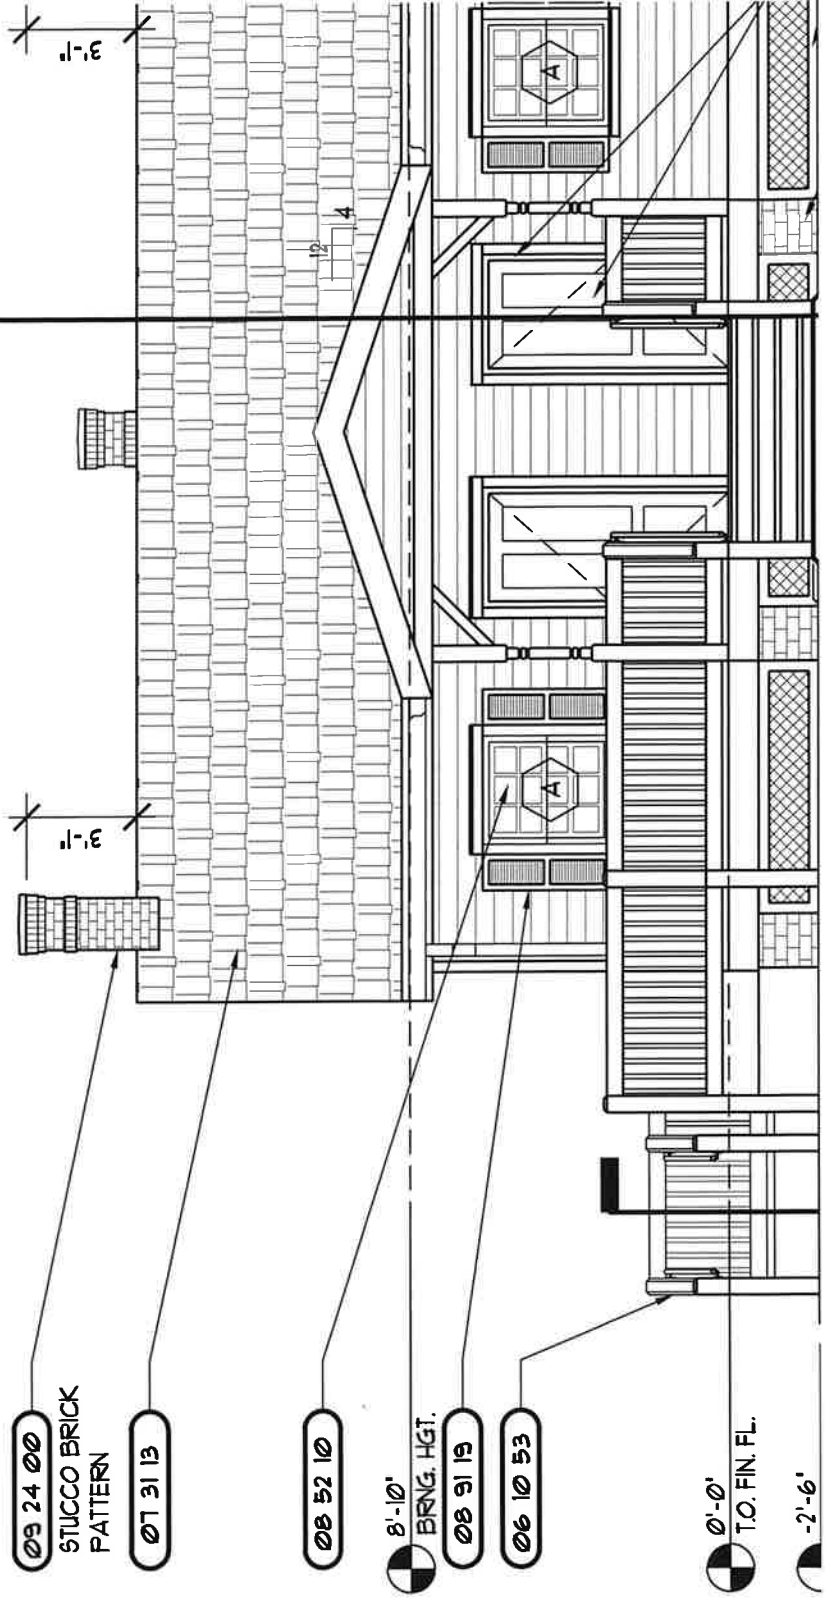 09 24 00
STUCCO BRICK
PATTERN
07 31 13
08 52 10
8'-10"
BRNG. HGT.
08 91 19
06 10 53
0'-0"
T.O. FIN. FL.
-2'-6"
3'-1"
3'-1"
12
4
A
A